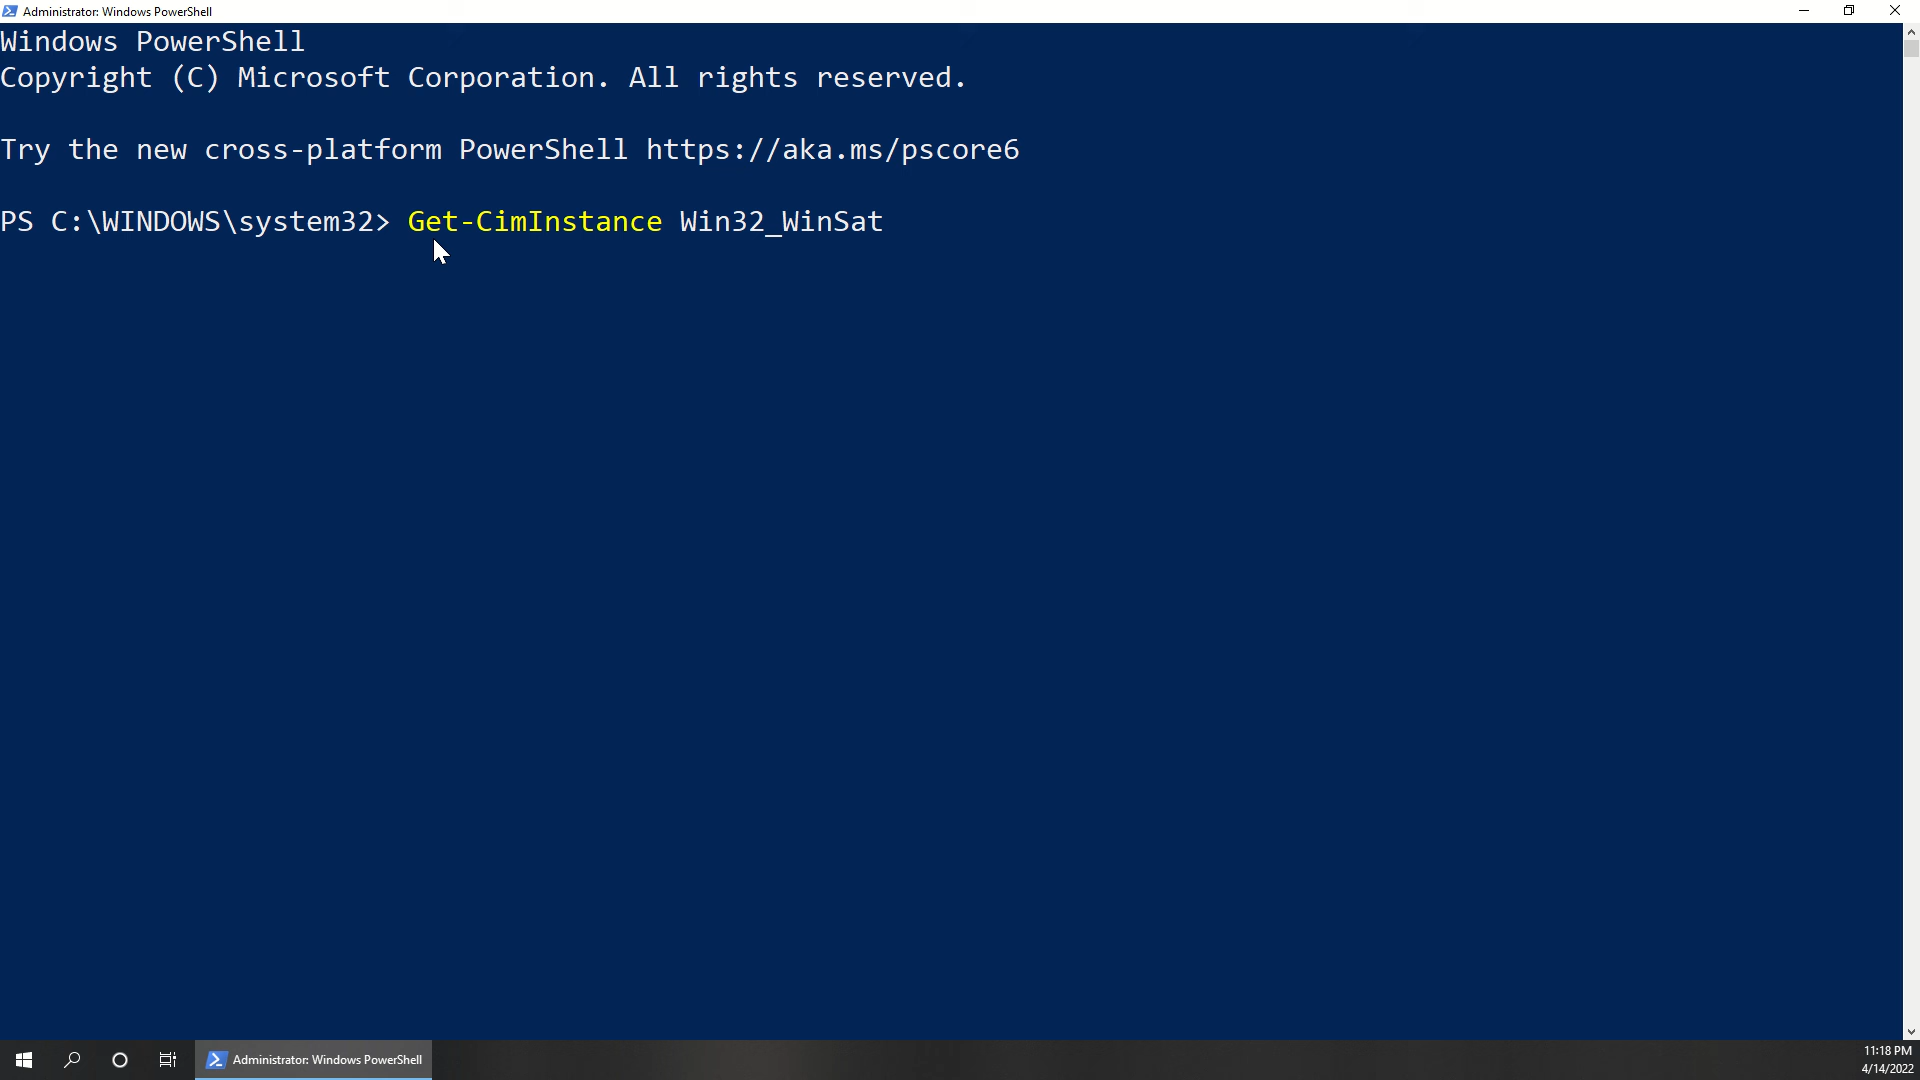 Administrator: Windows PowerShell
Windows PowerShell
Copyright (C) Microsoft Corporation. All rights reserved.
Try the new cross-platform PowerShell https://aka.ms/pscore6
PS C:\WINDOWS\system32> Get-CimInstance Win32_WinSat
Administrator: Windows PowerShell
11:18 PM
4/14/2022